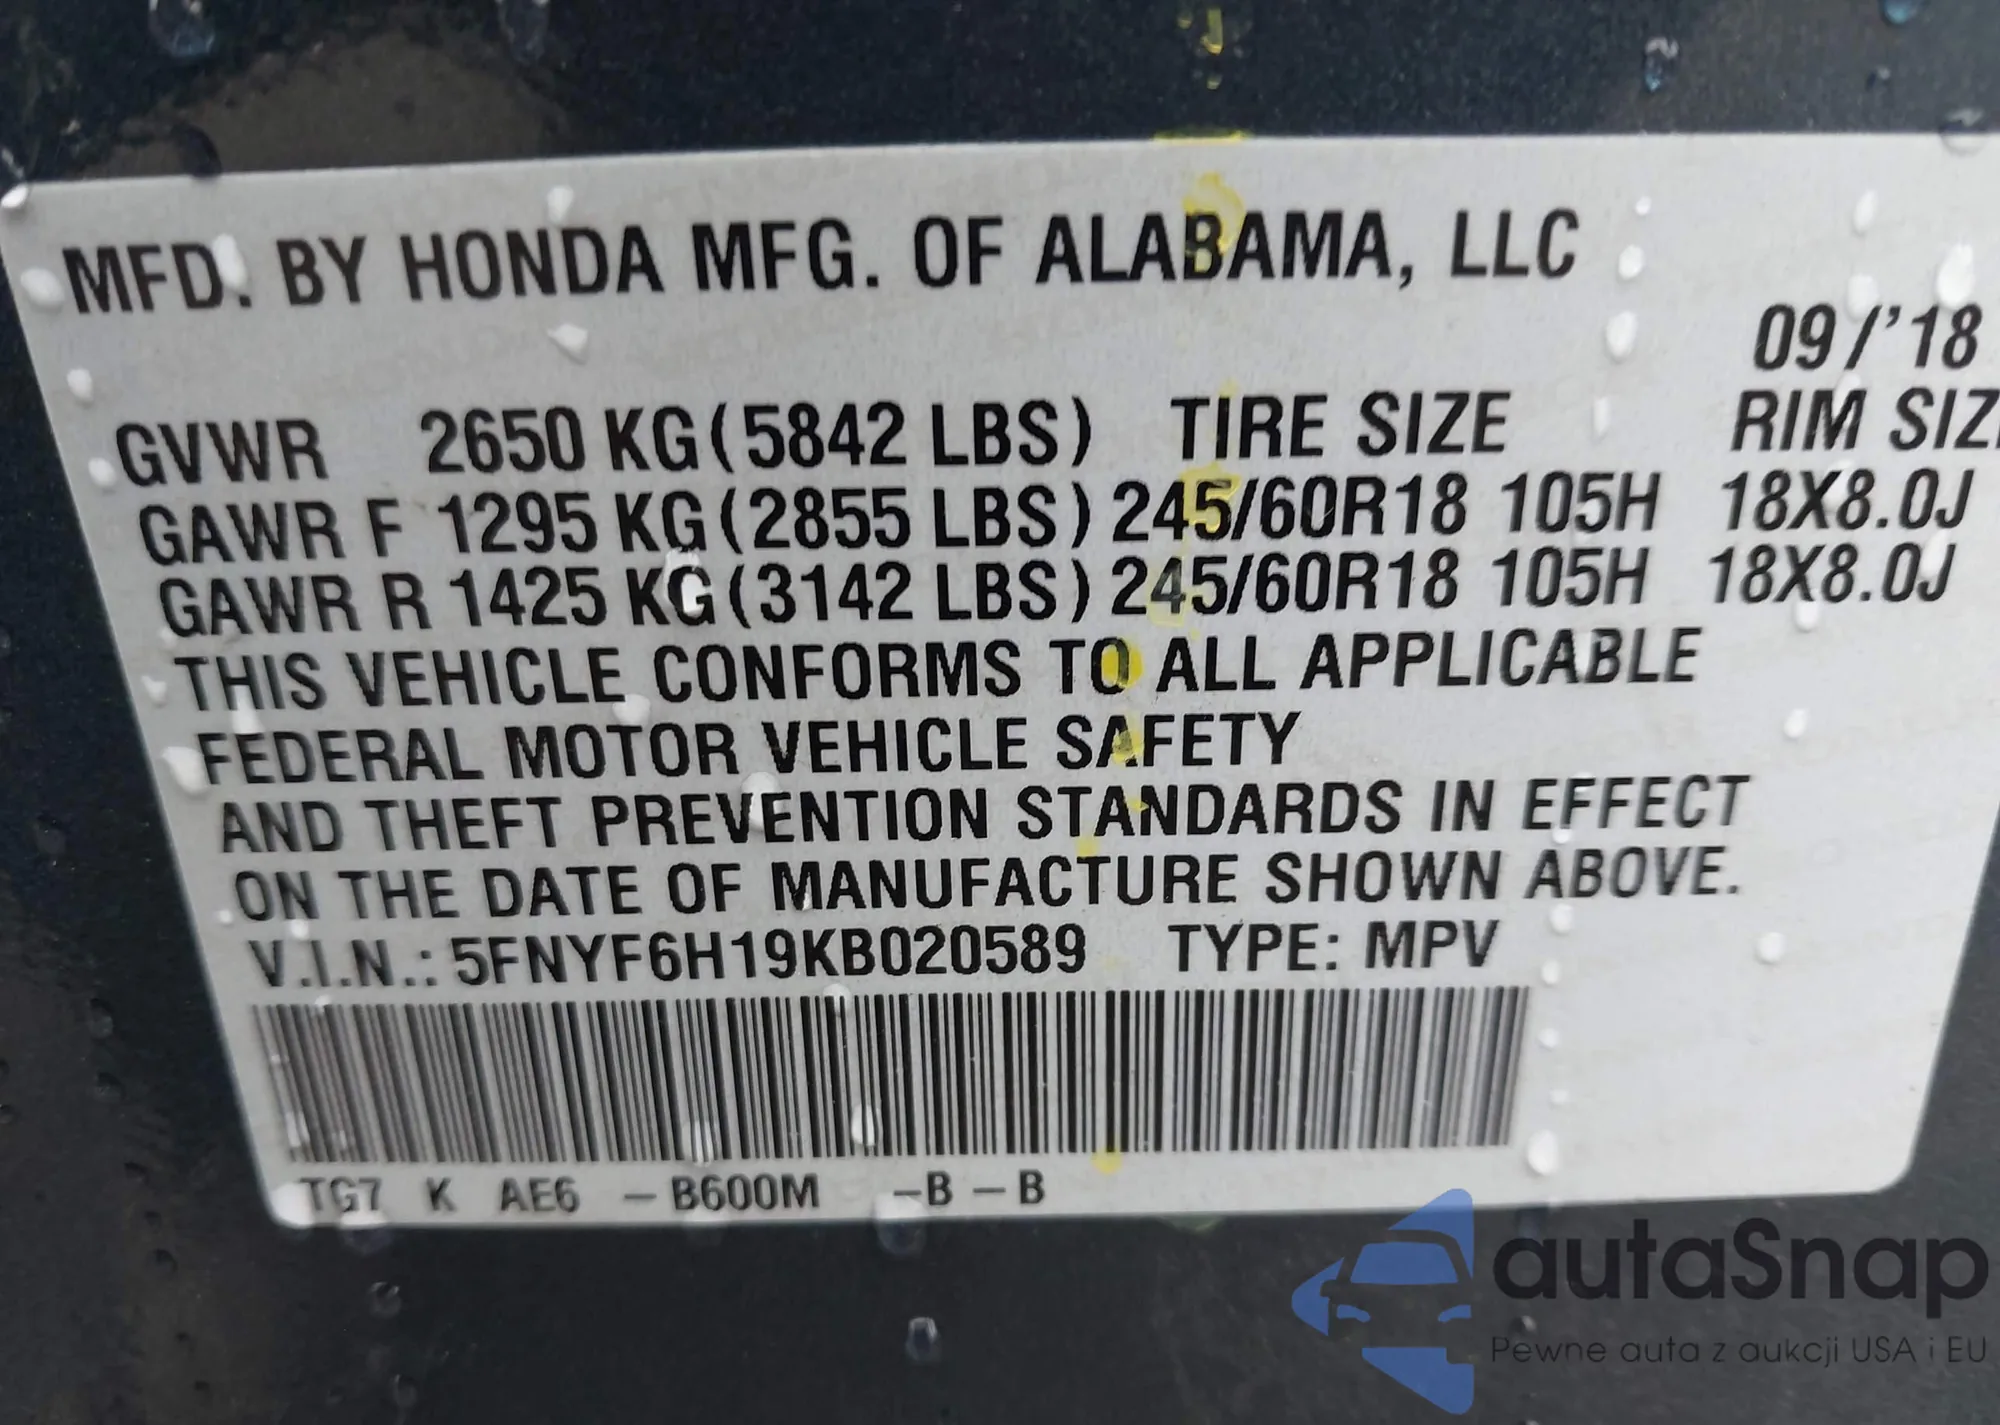 MFD. BY HONDA MFG. OF ALABAMA, LLC
09/'18
GVWR 2650 KG (5842 LBS) TIRE SIZE RIM SIZ
GAWR F 1295 KG (2855 LBS) 245/60R18 105H 18X8.0J
GAWR R 1425 KG (3142 LBS) 245/60R18 105H 18X8.0J
THIS VEHICLE CONFORMS TO ALL APPLICABLE
FEDERAL MOTOR VEHICLE SAFETY
AND THEFT PREVENTION STANDARDS IN EFFECT
ON THE DATE OF MANUFACTURE SHOWN ABOVE.
V.I.N.: 5FNYF6H19KB020589 TYPE: MPV
TG7 K AE6 – B600M –B – B
autaSnap
Pewne auta z aukcji USA i EU